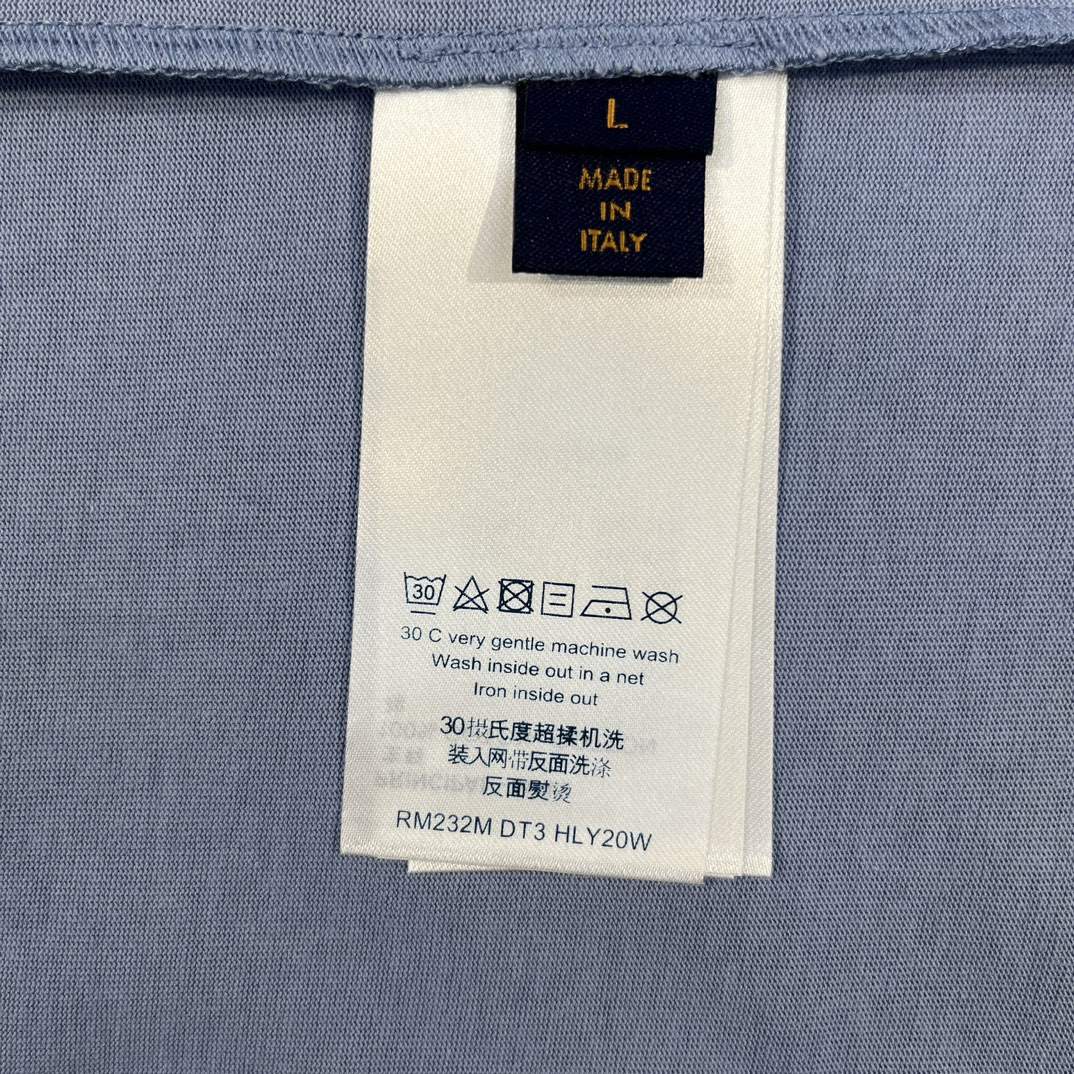 L
MADE
IN
ITALY
30
30 C very gentle machine wash
Wash inside out in a net
Iron inside out
30摄氏度超揉机洗
装入网带反面洗涤
反面熨烫
RM232M DT3 HLY20W